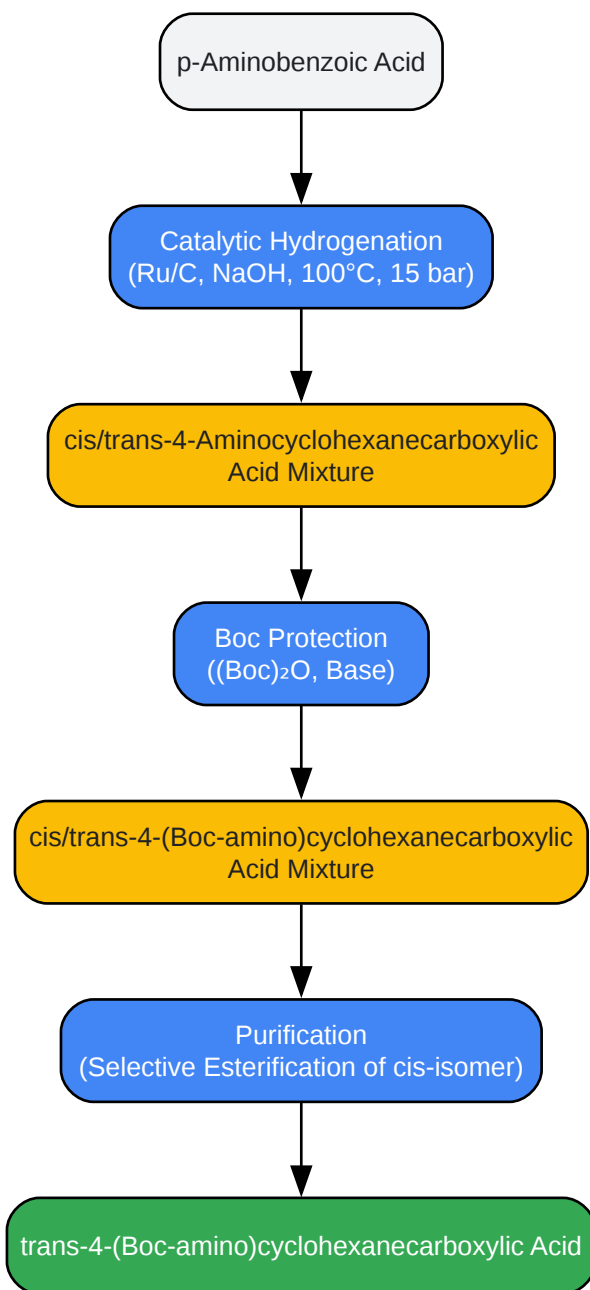 p-Aminobenzoic Acid
Catalytic Hydrogenation
(Ru/C, NaOH, 100°C, 15 bar)
cis/trans-4-Aminocyclohexanecarboxylic
Acid Mixture
Boc Protection
((Boc)₂O, Base)
cis/trans-4-(Boc-amino)cyclohexanecarboxylic
Acid Mixture
Purification
(Selective Esterification of cis-isomer)
trans-4-(Boc-amino)cyclohexanecarboxylic Acid